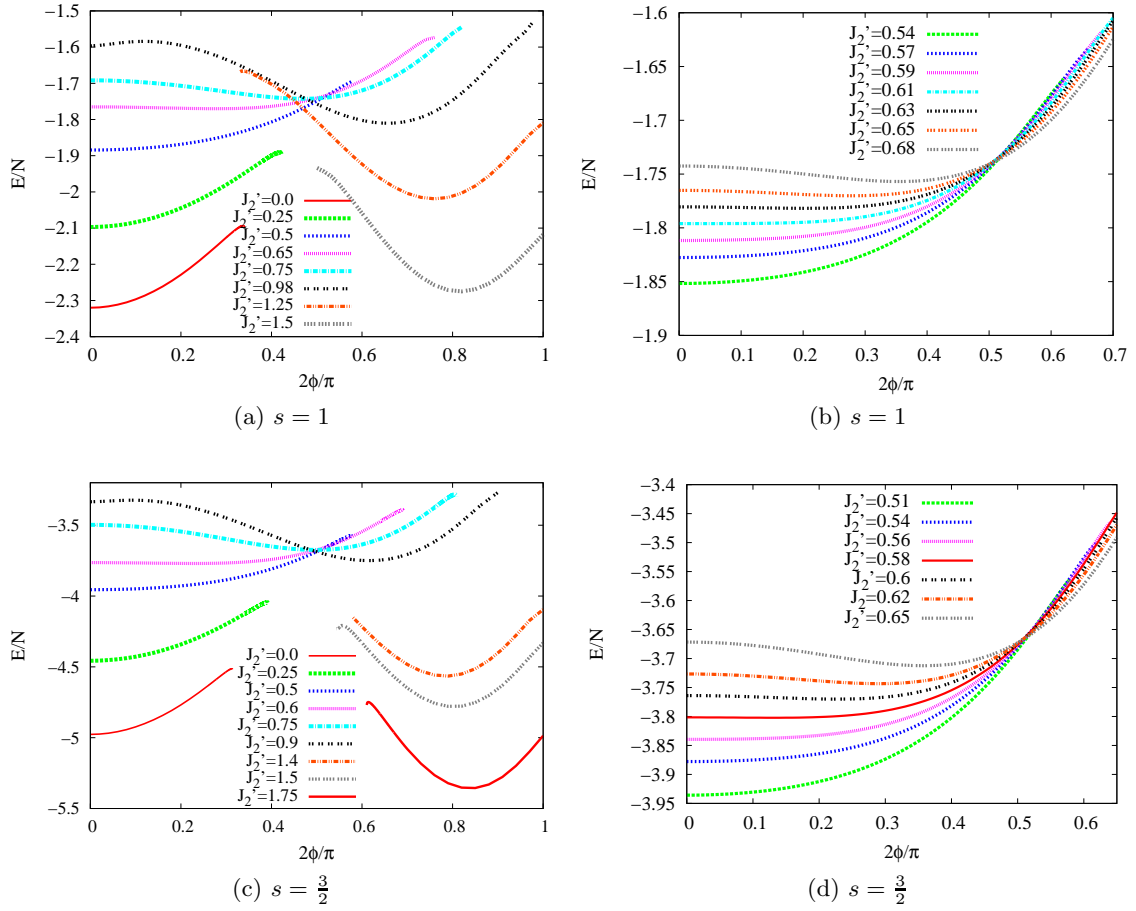 E/N
−1.5
−1.6
−1.7
−1.8
−1.9
−2
−2.1
−2.2
−2.3
−2.4
J2'=0.0
J2'=0.25
J2'=0.5
J2'=0.65
J2'=0.75
J2'=0.98
J2'=1.25
J2'=1.5
0 0.2 0.4 0.6 0.8 1
2ϕ/π
(a) s = 1
E/N
−1.6
−1.65
−1.7
−1.75
−1.8
−1.85
−1.9
J2'=0.54
J2'=0.57
J2'=0.59
J2'=0.61
J2'=0.63
J2'=0.65
J2'=0.68
0 0.1 0.2 0.3 0.4 0.5 0.6 0.7
2ϕ/π
(b) s = 1
E/N
−3.5
−4
−4.5
−5
−5.5
J2'=0.0
J2'=0.25
J2'=0.5
J2'=0.6
J2'=0.75
J2'=0.9
J2'=1.4
J2'=1.5
J2'=1.75
0 0.2 0.4 0.6 0.8 1
2ϕ/π
(c) s = 3/2
E/N
−3.4
−3.45
−3.5
−3.55
−3.6
−3.65
−3.7
−3.75
−3.8
−3.85
−3.9
−3.95
J2'=0.51
J2'=0.54
J2'=0.56
J2'=0.58
J2'=0.6
J2'=0.62
J2'=0.65
0 0.1 0.2 0.3 0.4 0.5 0.6
2ϕ/π
(d) s = 3/2